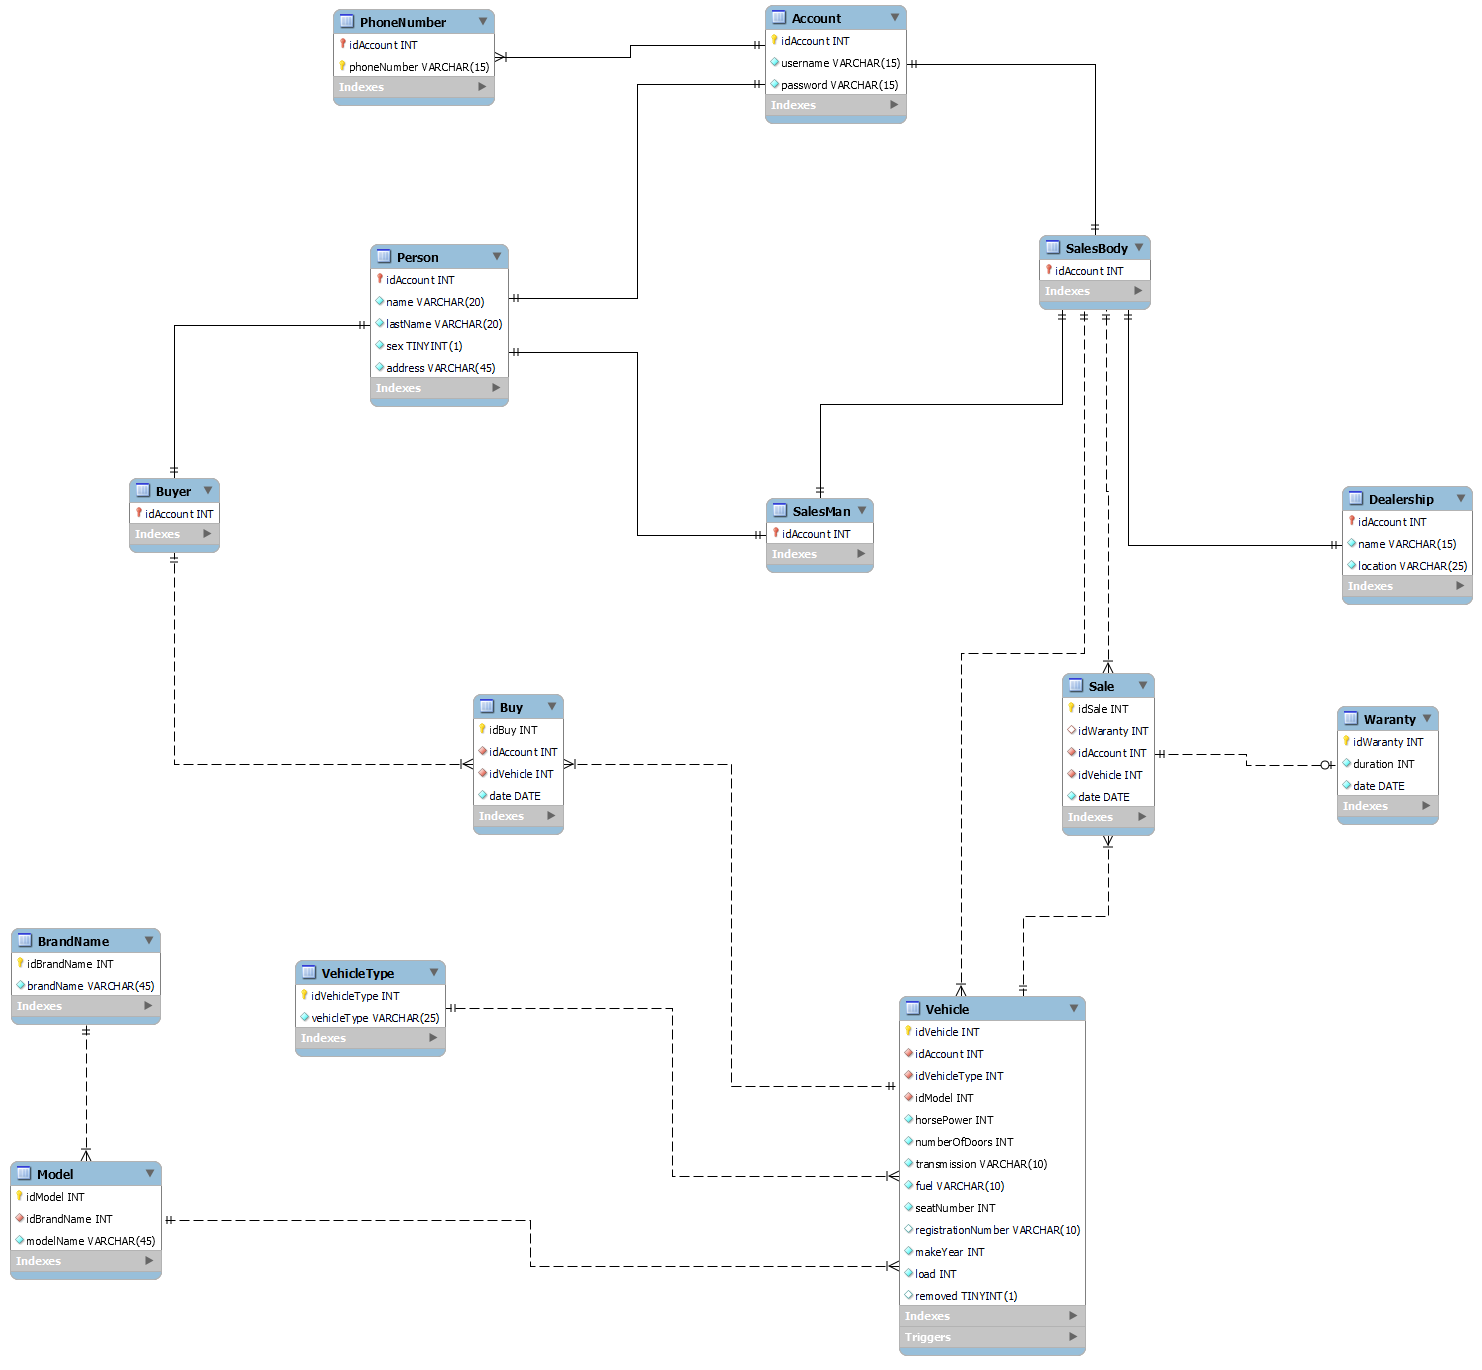 PhoneNumber
idAccount INT
phoneNumber VARCHAR(15)
Indexes
Account
idAccount INT
username VARCHAR(15)
password VARCHAR(15)
Indexes
Person
idAccount INT
name VARCHAR(20)
lastName VARCHAR(20)
sex TINYINT(1)
address VARCHAR(45)
Indexes
SalesBody
idAccount INT
Indexes
Buyer
idAccount INT
Indexes
SalesMan
idAccount INT
Indexes
Dealership
idAccount INT
name VARCHAR(15)
location VARCHAR(25)
Indexes
Buy
idBuy INT
idAccount INT
idVehicle INT
date DATE
Indexes
Sale
idSale INT
idWaranty INT
idAccount INT
idVehicle INT
date DATE
Indexes
Waranty
idWaranty INT
duration INT
date DATE
Indexes
BrandName
idBrandName INT
brandName VARCHAR(45)
Indexes
VehicleType
idVehicleType INT
vehicleType VARCHAR(25)
Indexes
Vehicle
idVehicle INT
idAccount INT
idVehicleType INT
idModel INT
horsePower INT
numberOfDoors INT
transmission VARCHAR(10)
fuel VARCHAR(10)
seatNumber INT
registrationNumber VARCHAR(10)
makeYear INT
load INT
removed TINYINT(1)
Indexes
Triggers
Model
idModel INT
idBrandName INT
modelName VARCHAR(45)
Indexes